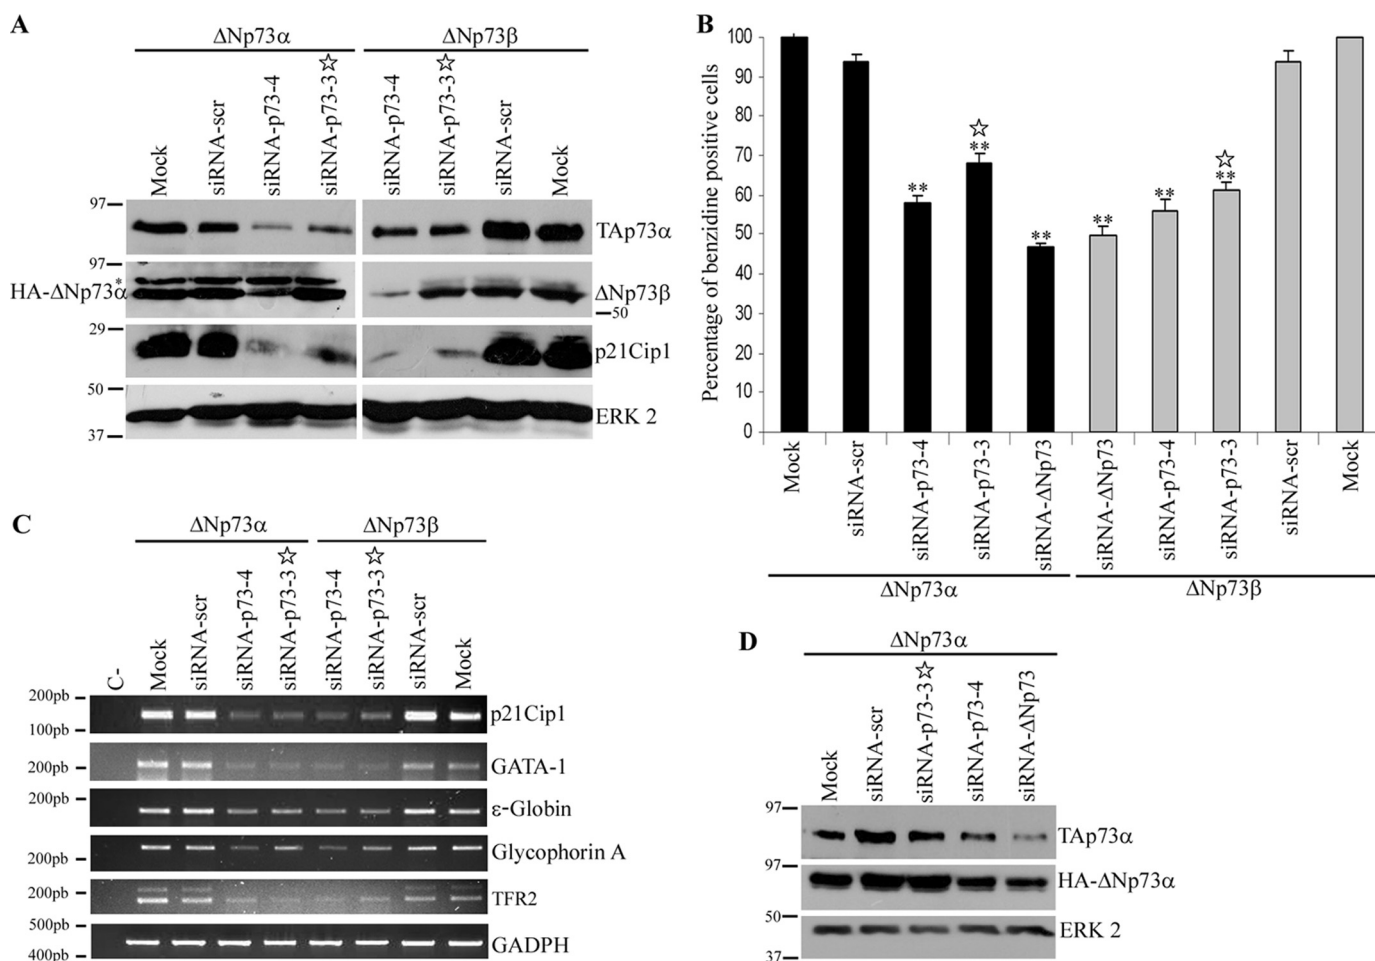 A
ΔNp73α
ΔNp73β
Mock
siRNA-scr
siRNA-p73-4
siRNA-p73-3☆
siRNA-p73-4
siRNA-p73-3☆
siRNA-scr
Mock
97
TAp73α
97
*
HA-ΔNp73α
ΔNp73β
50
29
p21Cip1
50
ERK 2
37
B
Percentage of benzidine positive cells
100
90
80
70
60
50
40
30
20
10
0
**
☆
**
**
**
**
☆
**
Mock
siRNA-scr
siRNA-p73-4
siRNA-p73-3
siRNA-ΔNp73
siRNA-ΔNp73
siRNA-p73-4
siRNA-p73-3
siRNA-scr
Mock
ΔNp73α
ΔNp73β
C
ΔNp73α
ΔNp73β
C-
Mock
siRNA-scr
siRNA-p73-4
siRNA-p73-3☆
siRNA-p73-4
siRNA-p73-3☆
siRNA-scr
Mock
200pb
p21Cip1
100pb
200pb
GATA-1
200pb
ε-Globin
Glycophorin A
200pb
200pb
TFR2
500pb
GADPH
400pb
D
ΔNp73α
Mock
siRNA-scr
siRNA-p73-3☆
siRNA-p73-4
siRNA-ΔNp73
97
TAp73α
97
HA-ΔNp73α
50
ERK 2
37